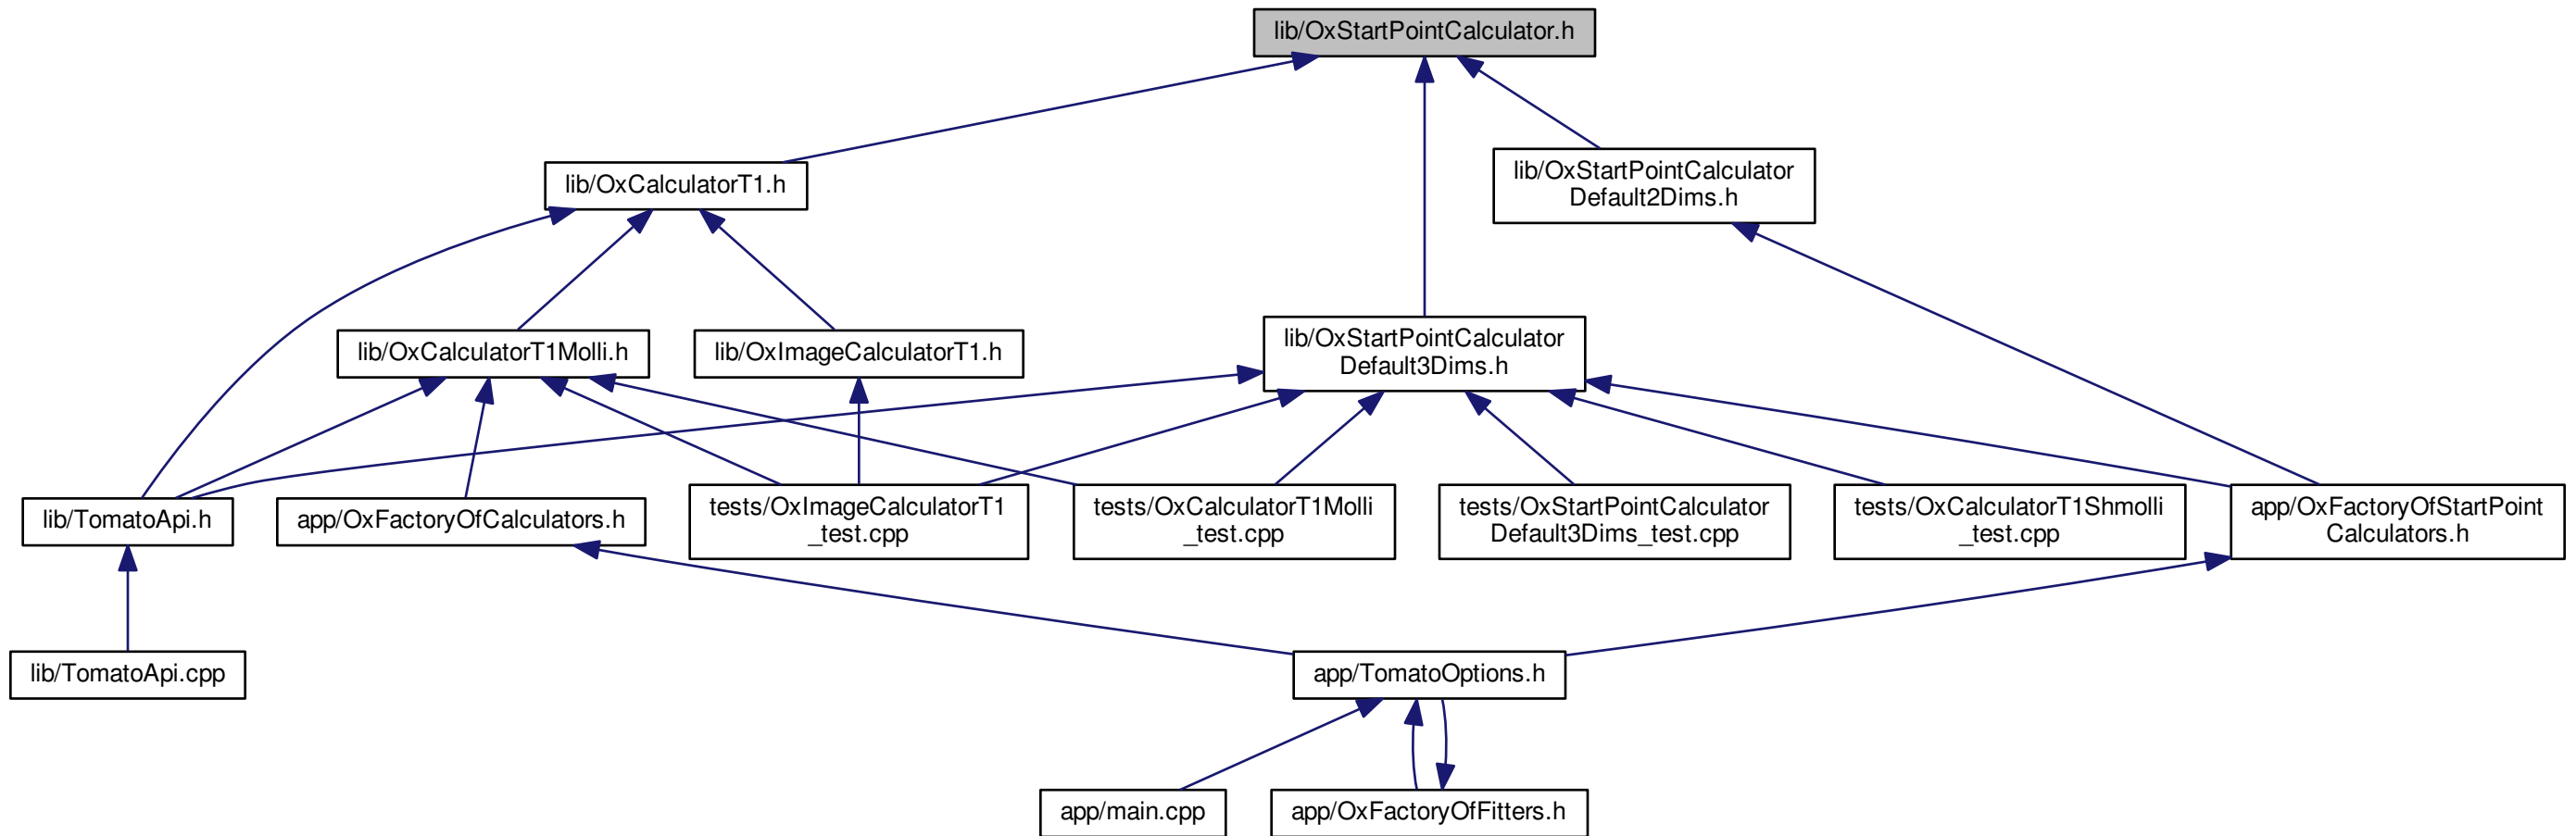 lib/OxStartPointCalculator.h
lib/OxCalculatorT1.h
lib/OxStartPointCalculator
Default2Dims.h
lib/OxCalculatorT1Molli.h
lib/OxImageCalculatorT1.h
lib/OxStartPointCalculator
Default3Dims.h
lib/TomatoApi.h
app/OxFactoryOfCalculators.h
tests/OxImageCalculatorT1
_test.cpp
tests/OxCalculatorT1Molli
_test.cpp
tests/OxStartPointCalculator
Default3Dims_test.cpp
tests/OxCalculatorT1Shmolli
_test.cpp
app/OxFactoryOfStartPoint
Calculators.h
lib/TomatoApi.cpp
app/TomatoOptions.h
app/main.cpp
app/OxFactoryOfFitters.h